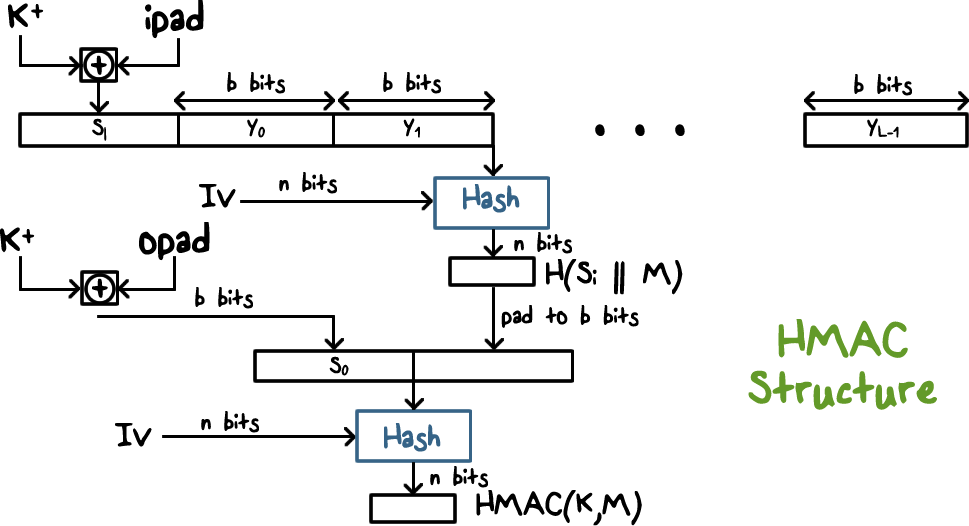 K+ ipad
+
b bits b bits b bits
S1 Y0 Y1 • • • YL-1
IV n bits Hash
n bits
K+ opad
H(Si || M)
+
b bits pad to b bits
S0
HMAC
Structure
IV n bits Hash
n bits
HMAC(K,M)